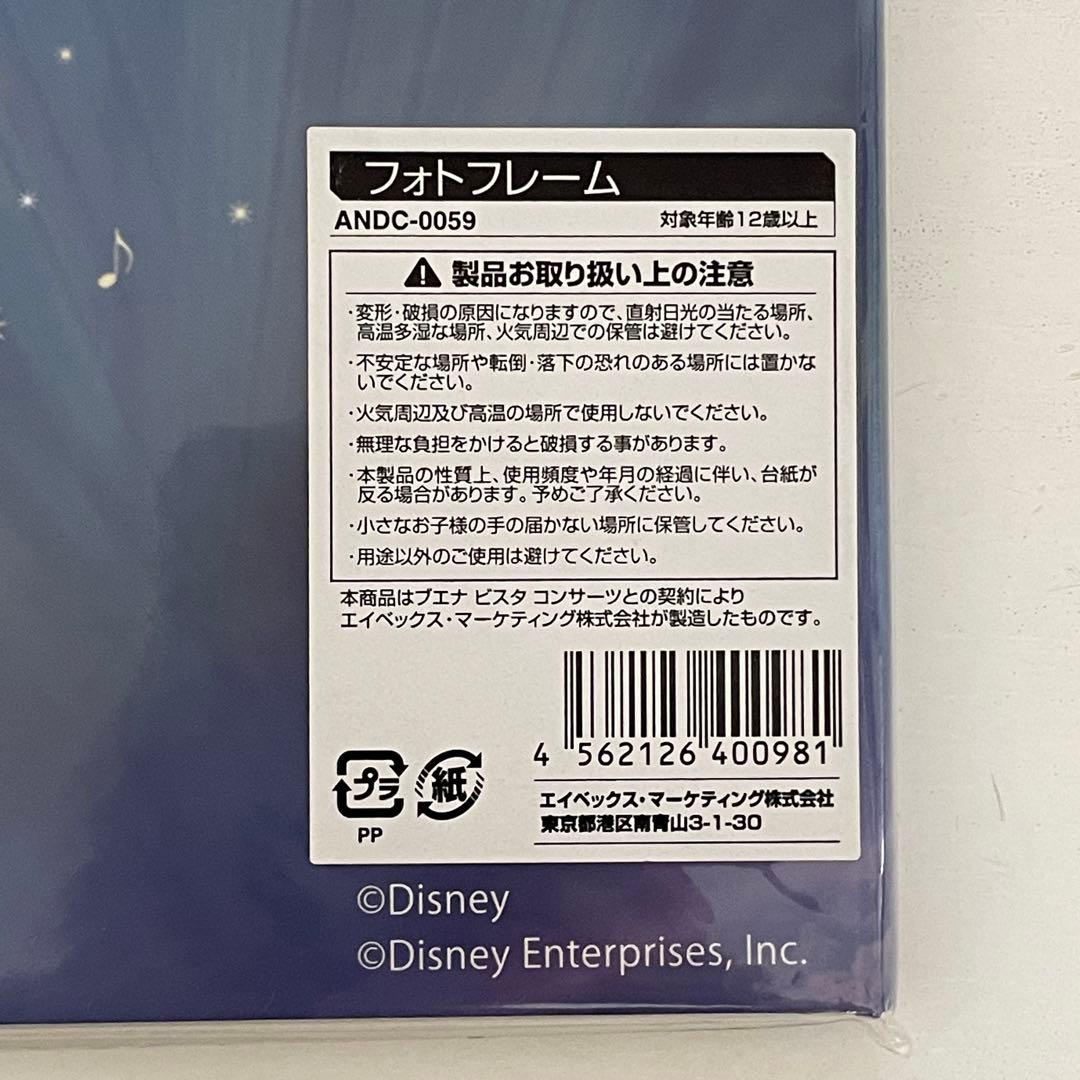 フォトフレーム
ANDC-0059 対象年齢12歳以上
製品お取り扱い上の注意
・変形・破損の原因になりますので、直射日光の当たる場所、
高温多湿な場所、火気周辺での保管は避けてください。
・不安定な場所や転倒・落下の恐れのある場所には置かな
いでください。
・火気周辺及び高温の場所で使用しないでください。
・無理な負担をかけると破損する事があります。
・本製品の性質上、使用頻度や年月の経過に伴い、台紙が
反る場合があります。予めご了承ください。
・小さなお子様の手の届かない場所に保管してください。
・用途以外のご使用は避けてください。
本商品はブエナ ビスタ コンサーツとの契約により
エイベックス・マーケティング株式会社が製造したものです。
4 562126 400981
プラ 紙
PP
エイベックス・マーケティング株式会社
東京都港区南青山3-1-30
©Disney
©Disney Enterprises, Inc.